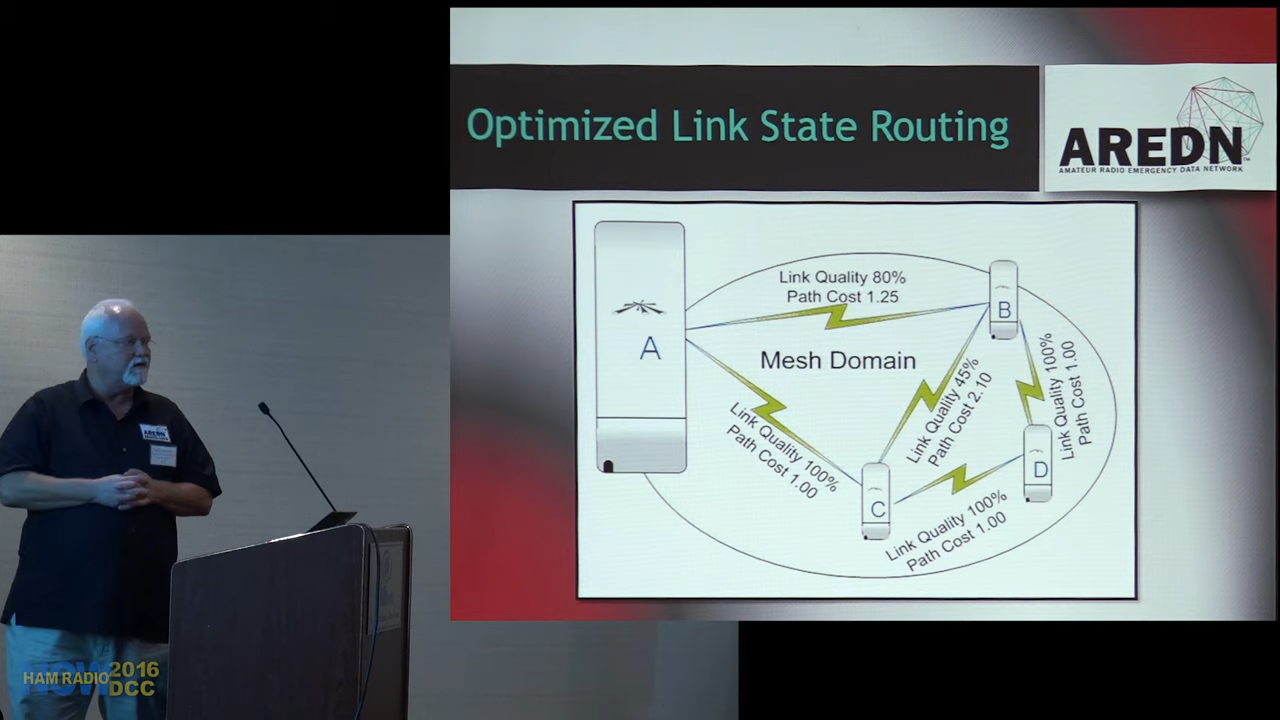 Optimized Link State Routing
AREDN
AMATEUR RADIO EMERGENCY DATA NETWORK
Link Quality 80%
Path Cost 1.25
A
B
Mesh Domain
Link Quality 45%
Path Cost 2.10
Link Quality 100%
Path Cost 1.00
Link Quality 100%
Path Cost 1.00
C
D
Link Quality 100%
Path Cost 1.00
AREDN
HAM RADIO
NOW
2016
DCC